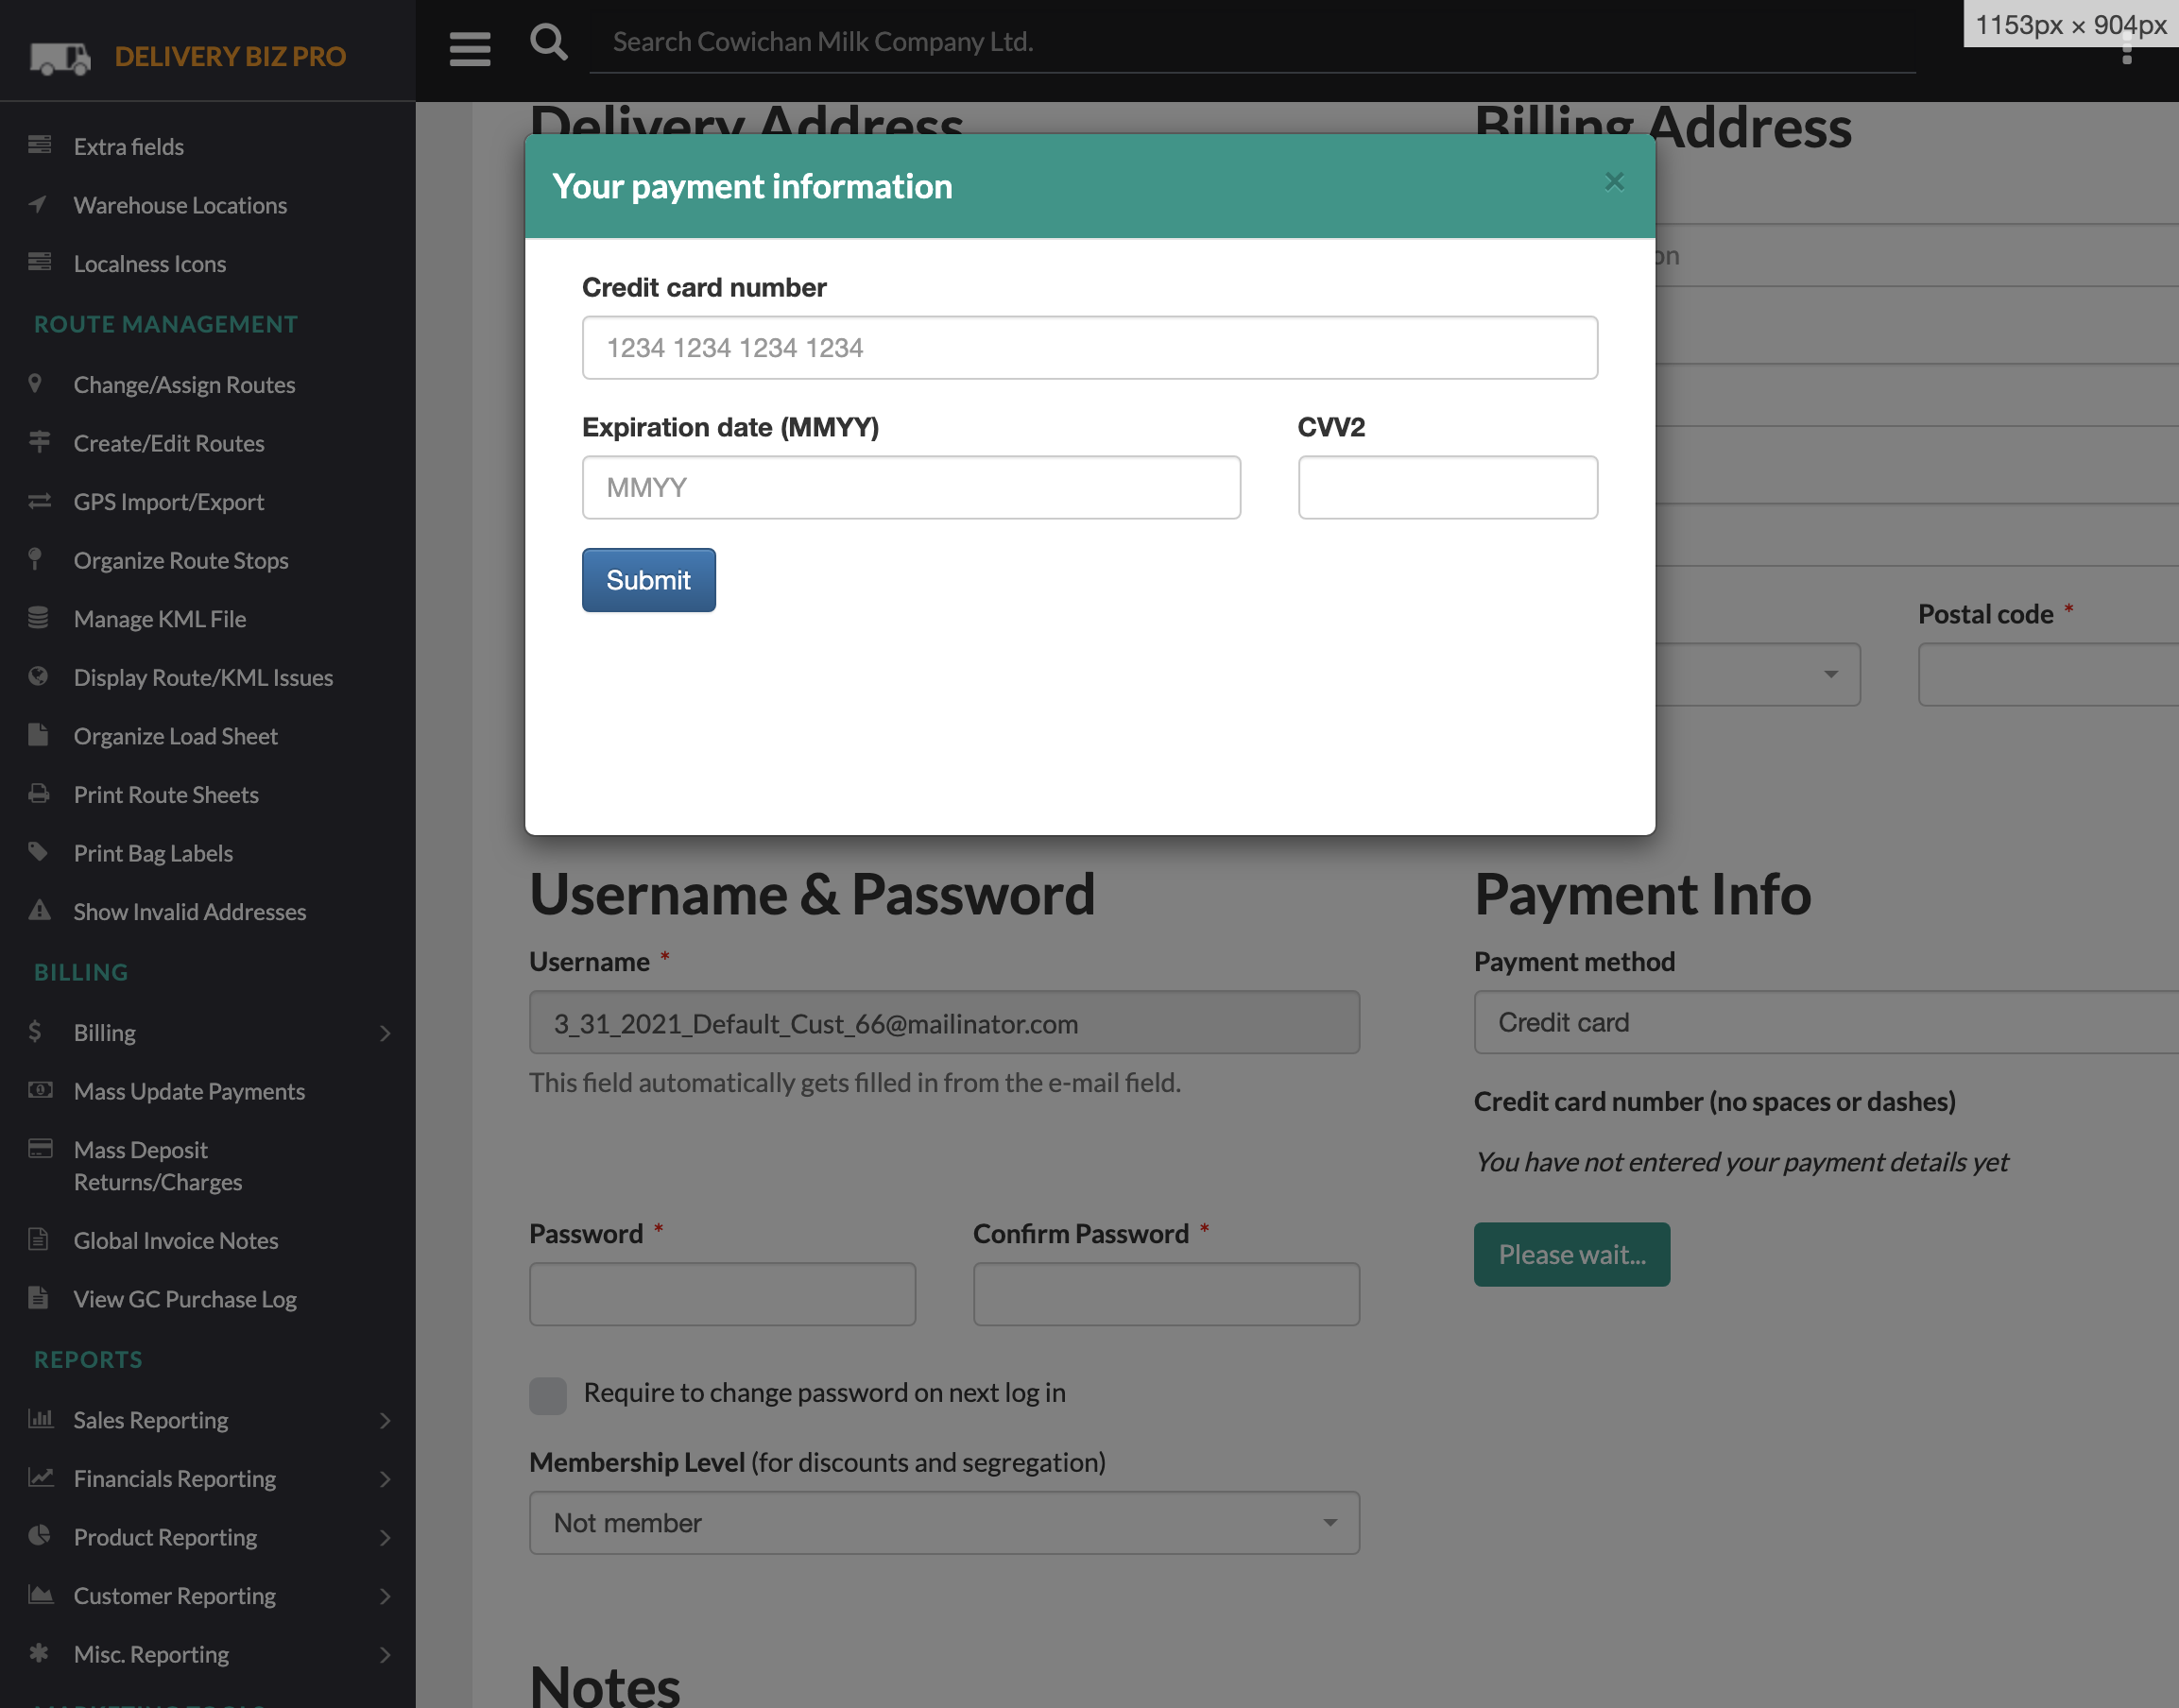 DELIVERY BIZ PRO
Search Cowichan Milk Company Ltd.
1153px × 904px
Extra fields
Warehouse Locations
Localness Icons
ROUTE MANAGEMENT
Change/Assign Routes
Create/Edit Routes
GPS Import/Export
Organize Route Stops
Manage KML File
Display Route/KML Issues
Organize Load Sheet
Print Route Sheets
Print Bag Labels
Show Invalid Addresses
BILLING
Billing
Mass Update Payments
Mass Deposit
Returns/Charges
Global Invoice Notes
View GC Purchase Log
REPORTS
Sales Reporting
Financials Reporting
Product Reporting
Customer Reporting
Misc. Reporting
MARKETING TOOLS
Delivery Address
Billing Address
Your payment information
×
Credit card number
1234 1234 1234 1234
Expiration date (MMYY)
CVV2
MMYY
Submit
on
Postal code *
Username & Password
Username *
3_31_2021_Default_Cust_66@mailinator.com
This field automatically gets filled in from the e-mail field.
Password *
Confirm Password *
Require to change password on next log in
Membership Level (for discounts and segregation)
Not member
Payment Info
Payment method
Credit card
Credit card number (no spaces or dashes)
You have not entered your payment details yet
Please wait...
Notes